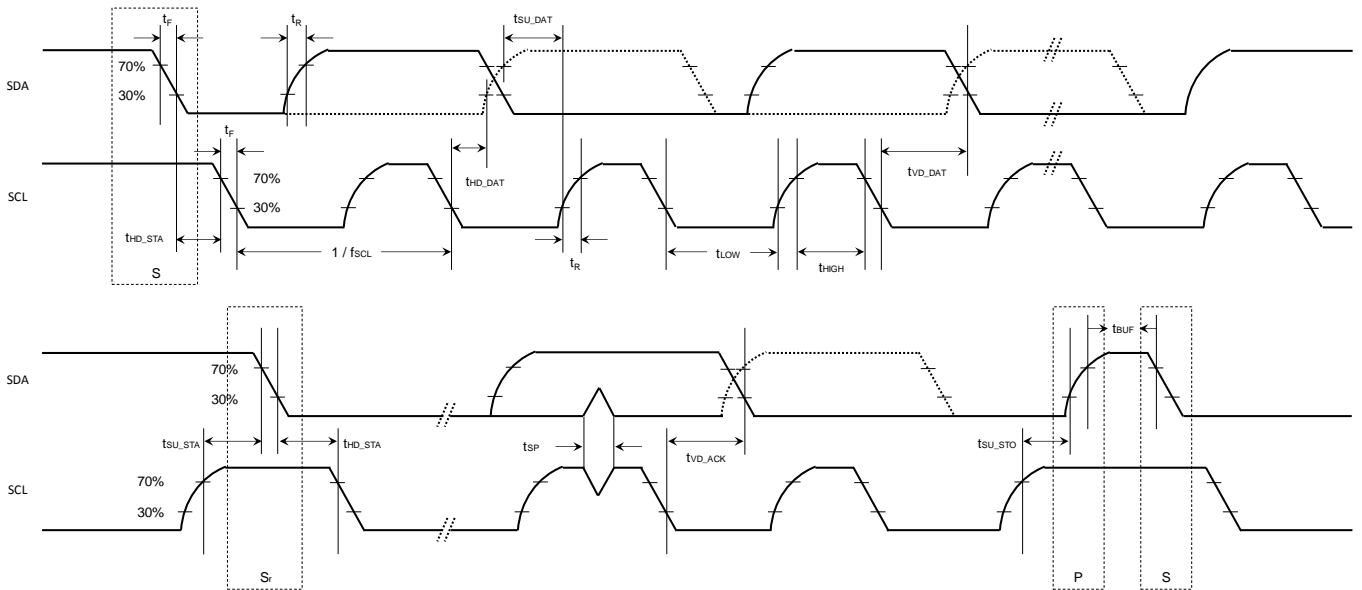 tF
tR
tSU_DAT
70%
SDA
30%
tF
tHD_DAT
tVD_DAT
70%
SCL
30%
tHD_STA
1 / fSCL
tR
tLOW
tHIGH
S
70%
SDA
30%
tBUF
tSU_STA
tHD_STA
tSP
tVD_ACK
tSU_STO
70%
SCL
30%
Sr
P
S